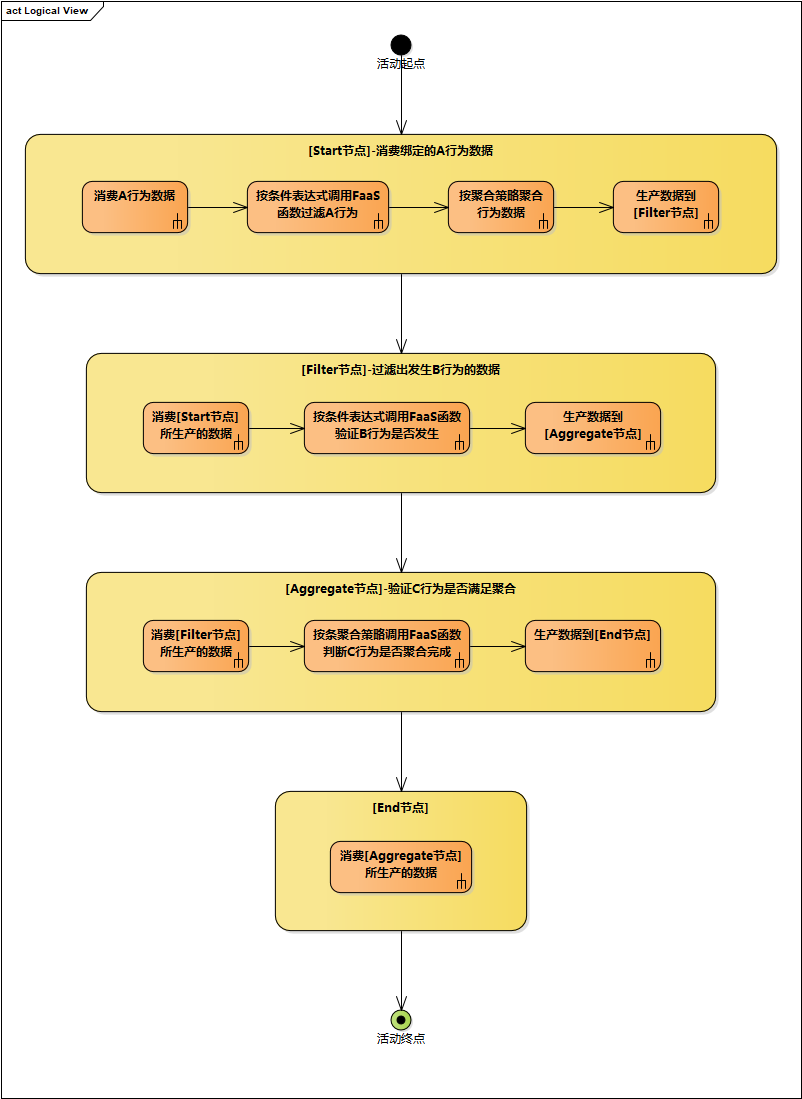 act Logical View
活动起点
[Start节点]-消费绑定的A行为数据
消费A行为数据
按条件表达式调用FaaS
函数过滤A行为
按聚合策略聚合
行为数据
生产数据到
[Filter节点]
[Filter节点]-过滤出发生B行为的数据
消费[Start节点]
所生产的数据
按条件表达式调用FaaS函数
验证B行为是否发生
生产数据到
[Aggregate节点]
[Aggregate节点]-验证C行为是否满足聚合
消费[Filter节点]
所生产的数据
按条聚合策略调用FaaS函数
判断C行为是否聚合完成
生产数据到[End节点]
[End节点]
消费[Aggregate节点]
所生产的数据
活动终点